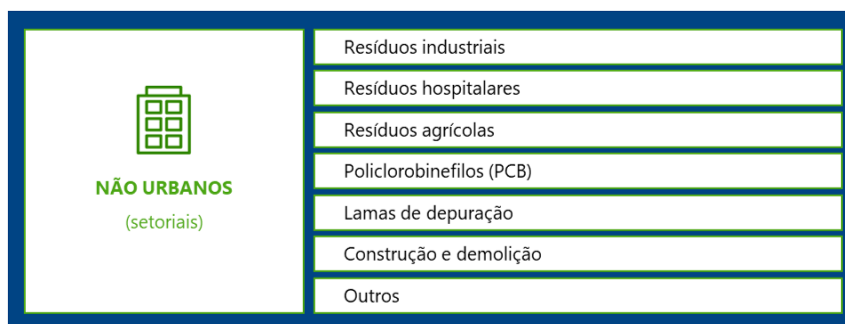 NÃO URBANOS
(setoriais)
Resíduos industriais
Resíduos hospitalares
Resíduos agrícolas
Policlorobinefilos (PCB)
Lamas de depuração
Construção e demolição
Outros